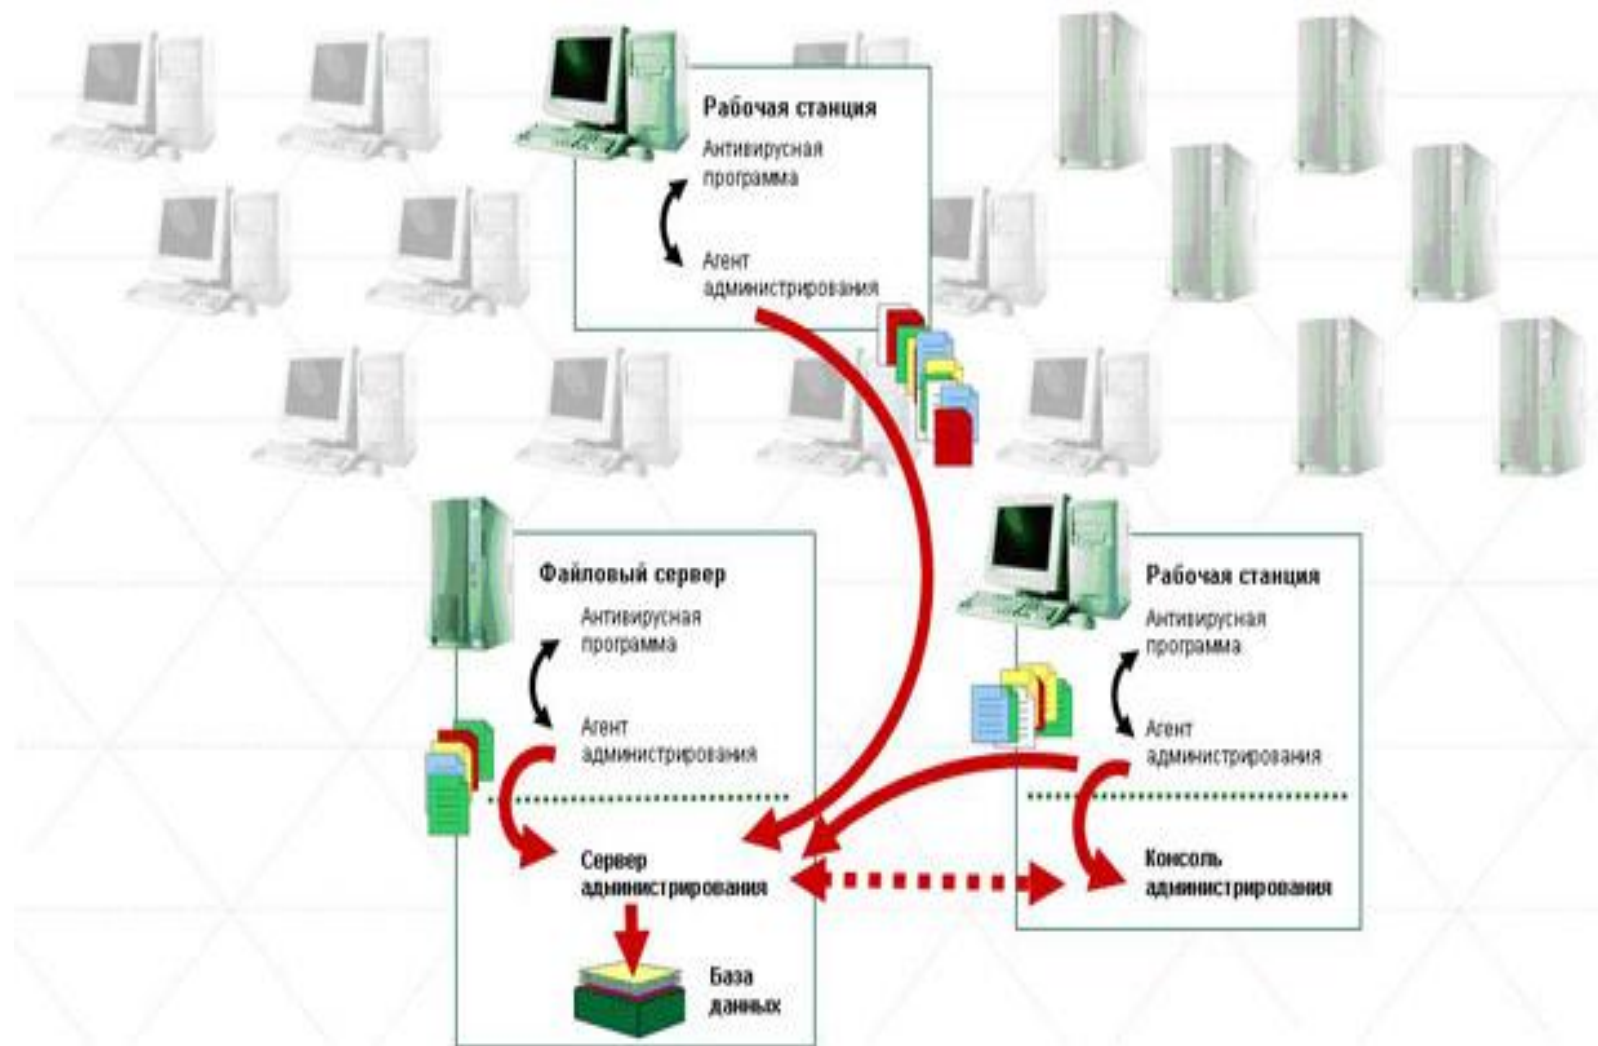 Рабочая станция
Антивирусная
программа
Агент
администрирования
Файловый сервер
Антивирусная
программа
Агент
администрирования
Сервер
администрирования
База
данных
Рабочая станция
Антивирусная
программа
Агент
администрирования
Консоль
администрирования